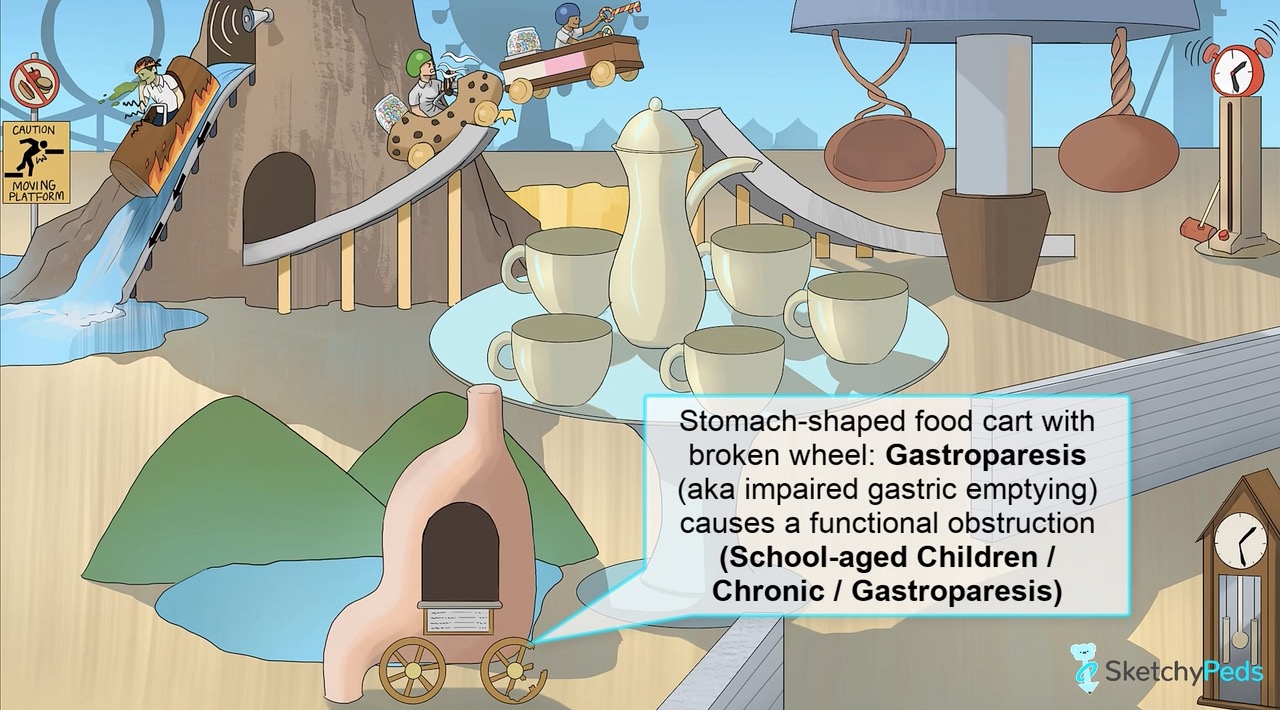 CAUTION
MOVING
PLATFORM
Stomach-shaped food cart with
broken wheel: Gastroparesis
(aka impaired gastric emptying)
causes a functional obstruction
(School-aged Children /
Chronic / Gastroparesis)
SketchyPeds